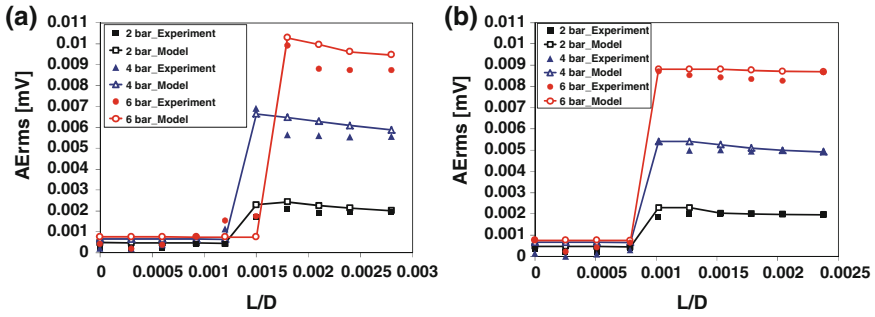 (a)
AErms [mV]
0.011
0.01
0.009
0.008
0.007
0.006
0.005
0.004
0.003
0.002
0.001
0
2 bar_Experiment
2 bar_Model
4 bar_Experiment
4 bar_Model
6 bar_Experiment
6 bar_Model
0 0.0005 0.001 0.0015 0.002 0.0025 0.003
L/D
(b)
AErms [mV]
0.011
0.01
0.009
0.008
0.007
0.006
0.005
0.004
0.003
0.002
0.001
0
2 bar_Experiment
2 bar_Model
4 bar_Experiment
4 bar_Model
6 bar_Experiment
6 bar_Model
0 0.0005 0.001 0.0015 0.002 0.0025
L/D